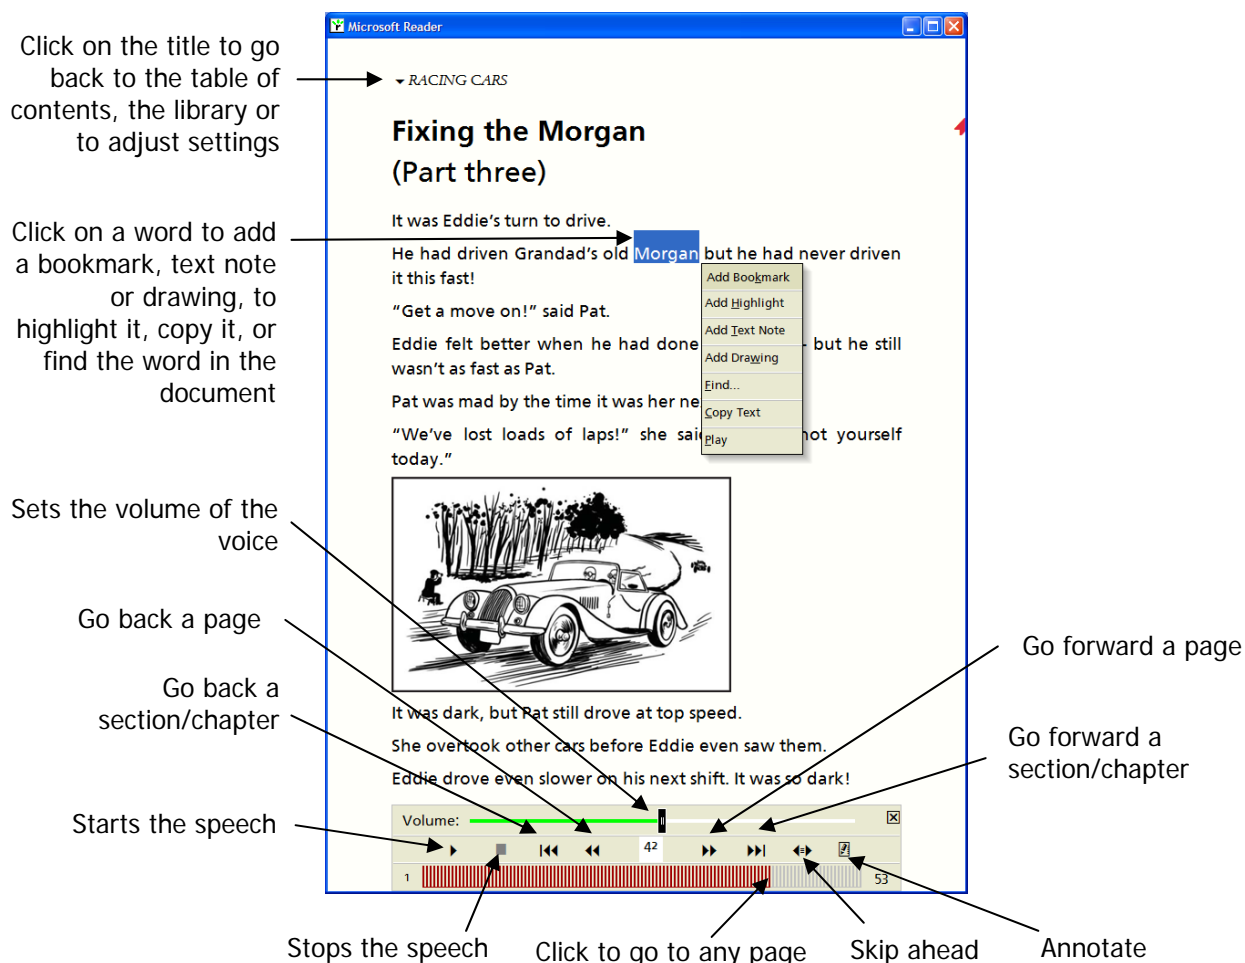 Microsoft Reader
Click on the title to go
back to the table of
contents, the library or
to adjust settings
RACING CARS
Fixing the Morgan
(Part three)
Click on a word to add
a bookmark, text note
or drawing, to
highlight it, copy it, or
find the word in the
document
It was Eddie's turn to drive.
He had driven Grandad's old Morgan but he had never driven
it this fast!
"Get a move on!" said Pat.
Eddie felt better when he had done - but he still
wasn't as fast as Pat.
Pat was mad by the time it was her
"We've lost loads of laps!" she not yourself
today."
Add Bookmark
Add Highlight
Add Text Note
Add Drawing
Find...
Copy Text
Play
Sets the volume of the
voice
Go back a page
Go back a
section/chapter
Starts the speech
It was dark, but Pat still drove at top speed.
She overtook other cars before Eddie even saw them.
Eddie drove even slower on his next shift. It was so dark!
Go forward a page
Go forward a
section/chapter
Volume:
42
1 53
Stops the speech
Click to go to any page
Skip ahead
Annotate